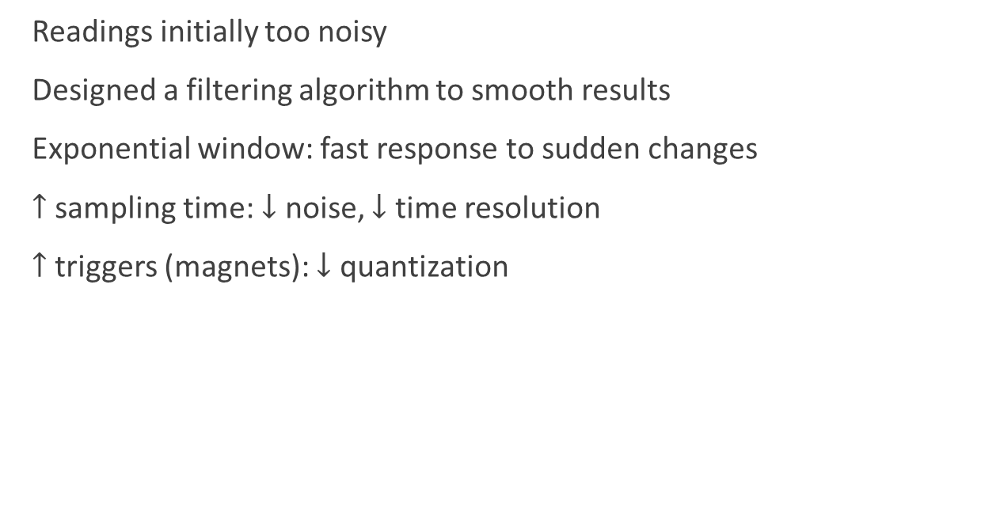 Readings initially too noisy
Designed a filtering algorithm to smooth results
Exponential window: fast response to sudden changes
↑ sampling time: ↓ noise, ↓ time resolution
↑ triggers (magnets): ↓ quantization